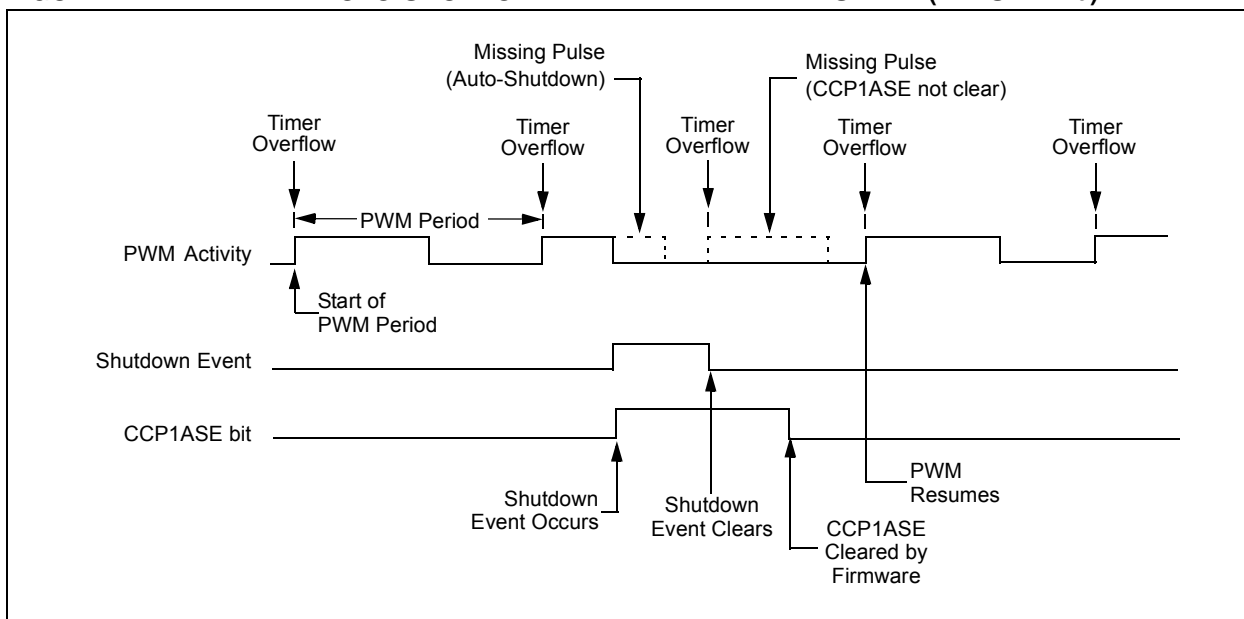 Missing Pulse
(Auto-Shutdown)
Missing Pulse
(CCP1ASE not clear)
Timer
Overflow
Timer
Overflow
Timer
Overflow
Timer
Overflow
Timer
Overflow
PWM Period
PWM Activity
Start of
PWM Period
Shutdown Event
CCP1ASE bit
Shutdown
Event Occurs
Shutdown
Event Clears
PWM
Resumes
CCP1ASE
Cleared by
Firmware